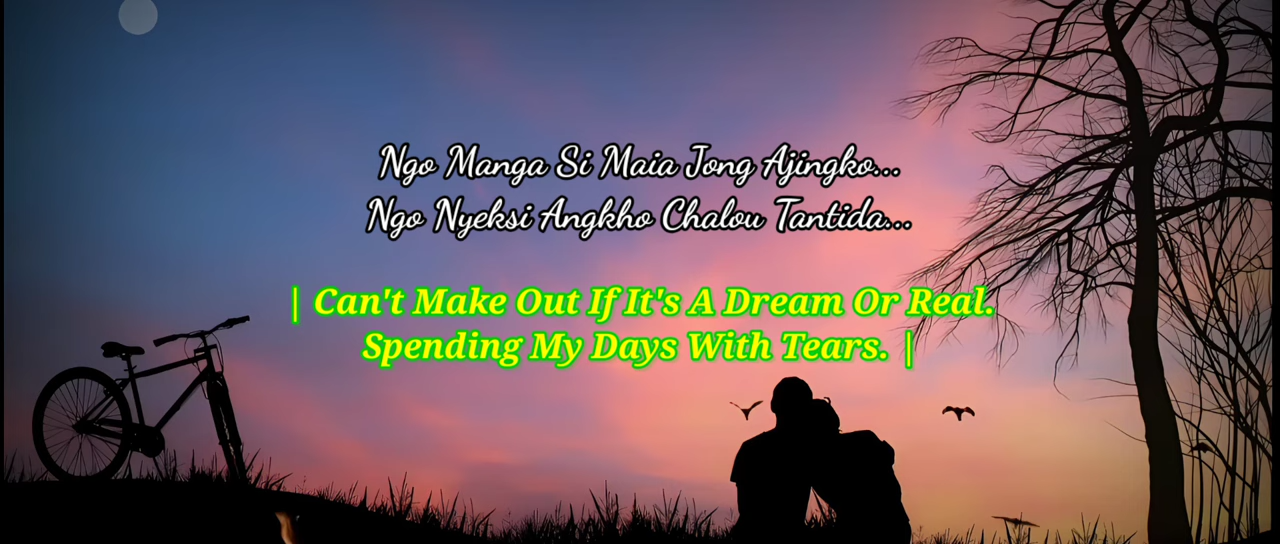 Ngo Manga Si Maia Jong Ajingko...
Ngo Nyeksi Angkho Chalou Tantida...
| Can't Make Out If It's A Dream Or Real.
Spending My Days With Tears. |